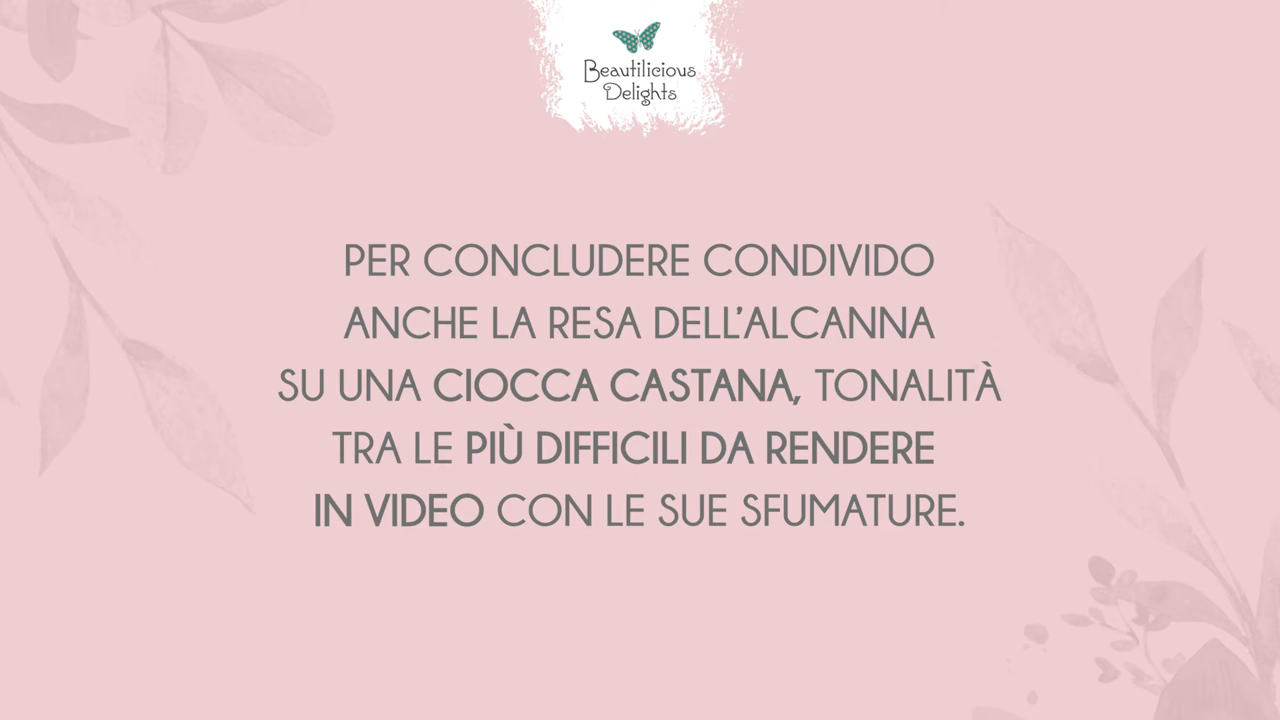 Beautilicious
Delights
PER CONCLUDERE CONDIVIDO
ANCHE LA RESA DELL'ALCANNA
SU UNA CIOCCA CASTANA, TONALITÀ
TRA LE PIÙ DIFFICILI DA RENDERE
IN VIDEO CON LE SUE SFUMATURE.